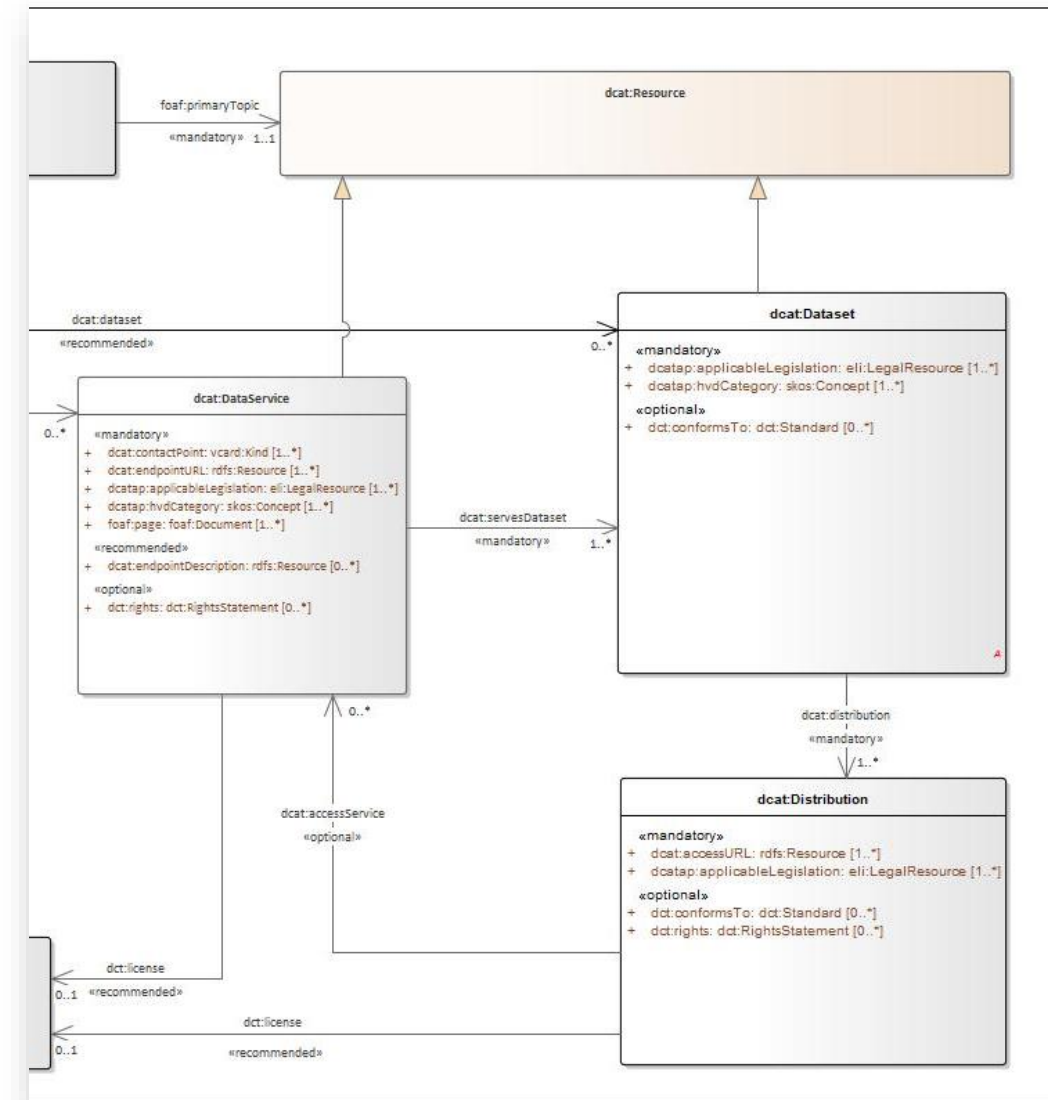 dcat:Resource
foaf:primaryTopic
«mandatory» 1..1
dcat:dataset
«recommended»
0..*
dcat:Dataset
«mandatory»
+ dcatap:applicableLegislation: eli:LegalResource [1..*]
+ dcatap:hvdCategory: skos:Concept [1..*]
«optional»
+ dct:conformsTo: dct:Standard [0..*]
A
0..*
dcat:DataService
«mandatory»
+ dcat:contactPoint: vcard:Kind [1..*]
+ dcat:endpointURL: rdfs:Resource [1..*]
+ dcatap:applicableLegislation: eli:LegalResource [1..*]
+ dcatap:hvdCategory: skos:Concept [1..*]
+ foaf:page: foaf:Document [1..*]
«recommended»
+ dcat:endpointDescription: rdfs:Resource [0..*]
«optional»
+ dct:rights: dct:RightsStatement [0..*]
dcat:servesDataset
«mandatory» 1..*
0..*
dcat:distribution
«mandatory»
1..*
dcat:accessService
«optional»
dcat:Distribution
«mandatory»
+ dcat:accessURL: rdfs:Resource [1..*]
+ dcatap:applicableLegislation: eli:LegalResource [1..*]
«optional»
+ dct:conformsTo: dct:Standard [0..*]
+ dct:rights: dct:RightsStatement [0..*]
dct:license
0..1 «recommended»
dct:license
0..1
«recommended»